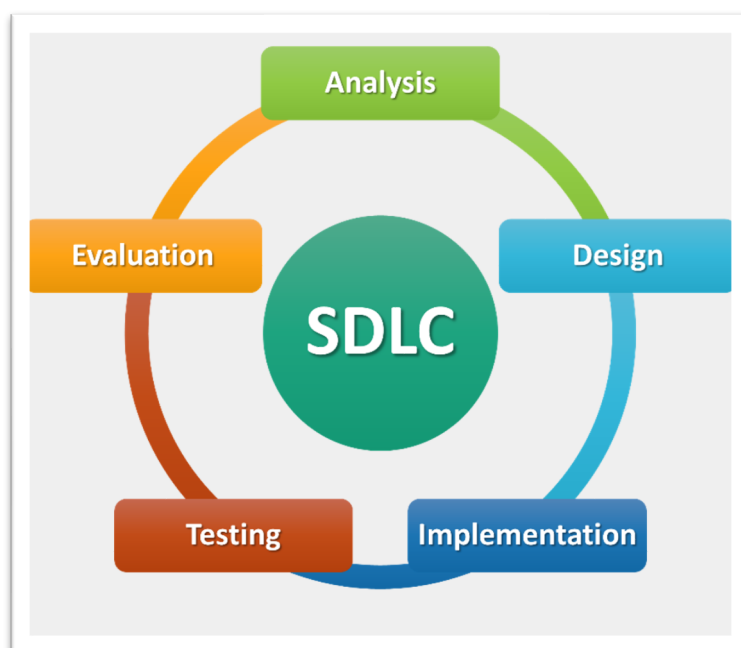 Analysis
Evaluation
Design
SDLC
Testing
Implementation